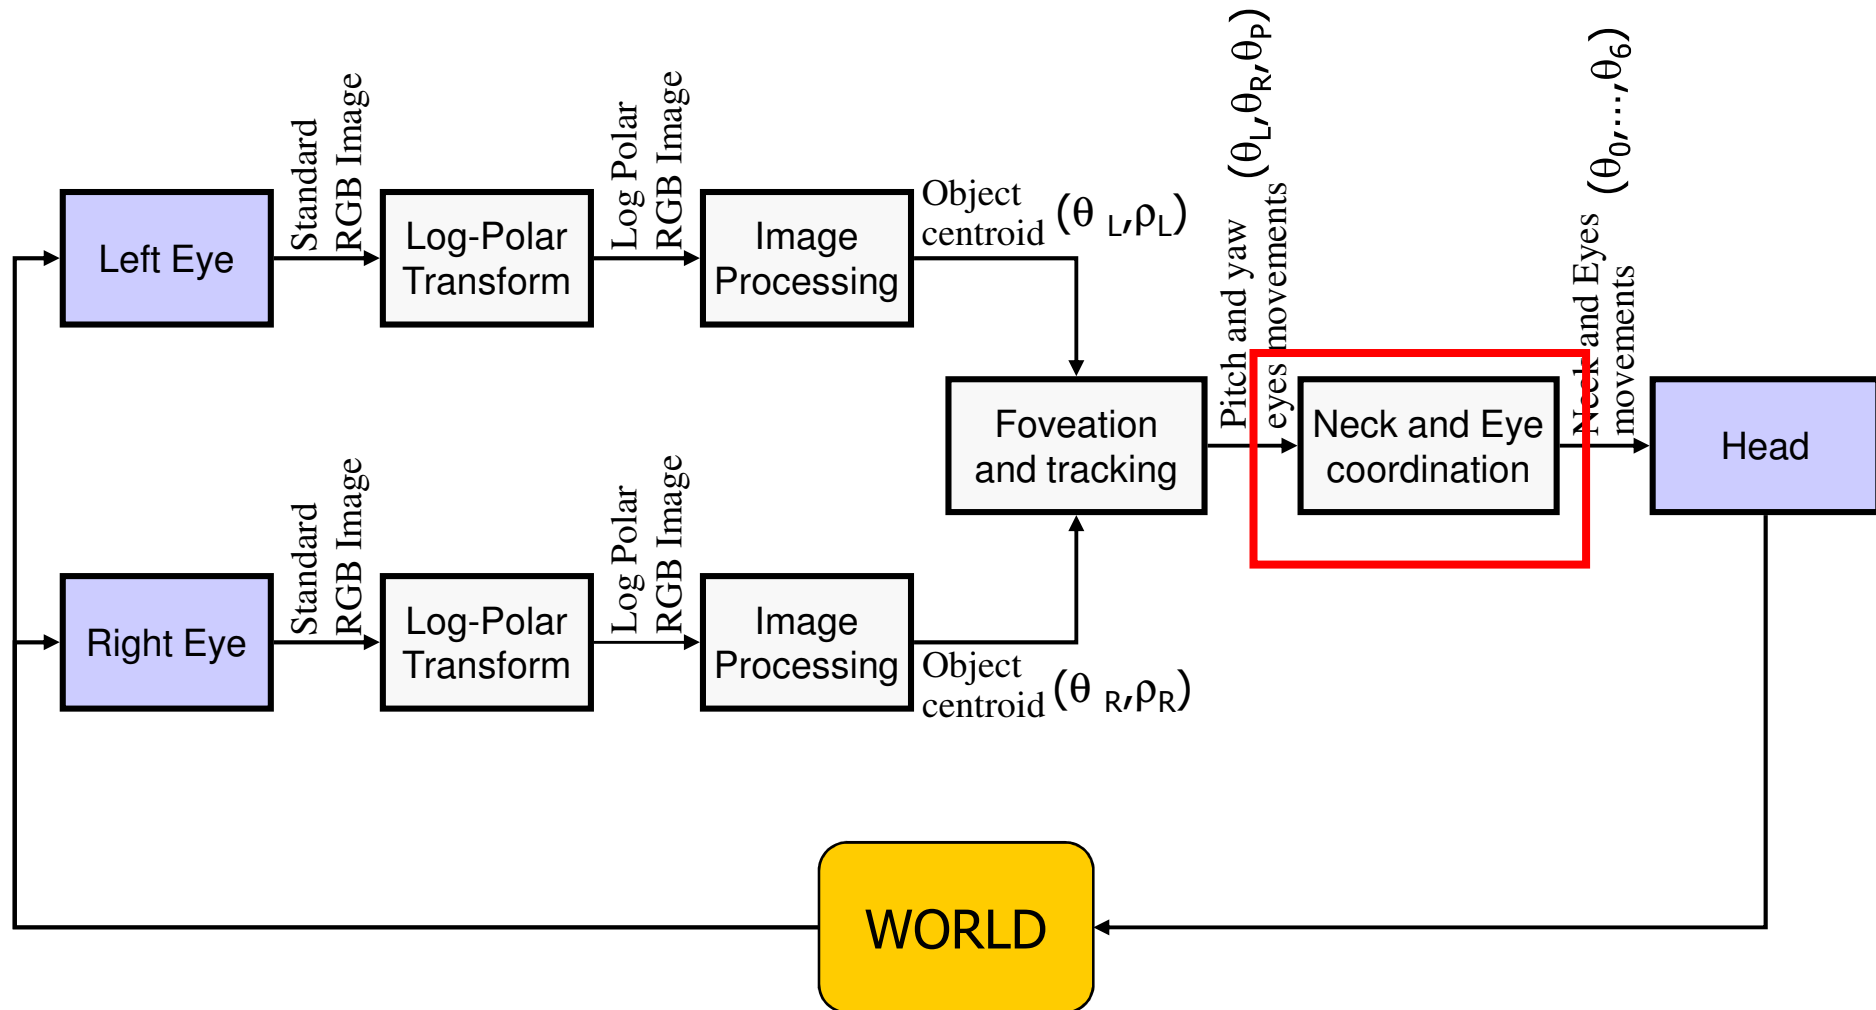 Left Eye
Standard
RGB Image
Log-Polar
Transform
Log Polar
RGB Image
Image
Processing
Object
centroid (θ L,ρL)
Right Eye
Standard
RGB Image
Log-Polar
Transform
Log Polar
RGB Image
Image
Processing
Object
centroid (θ R,ρR)
Foveation
and tracking
Pitch and yaw
eyes movements
(θL,θR,θP)
Neck and Eye
coordination
Neck and Eyes
movements
(θ0,...,θ6)
Head
WORLD